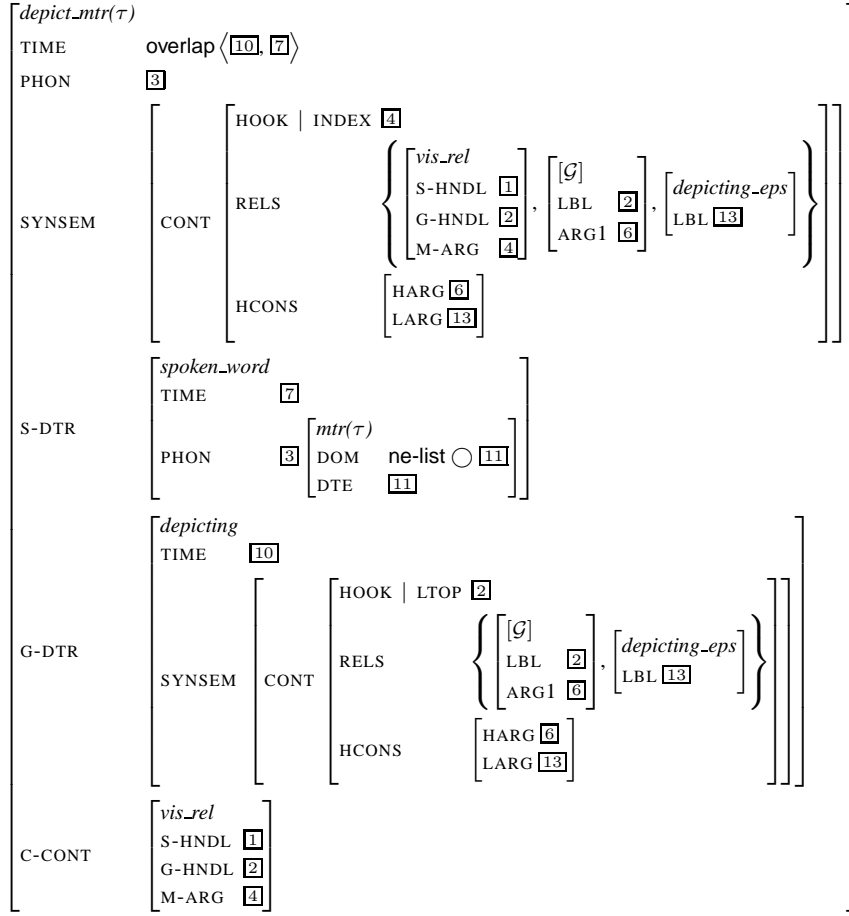 depict_mtr(τ)
TIME overlap ⟨10, 7⟩
PHON 3
SYNSEM CONT HOOK | INDEX 4
RELS { [vis_rel S-HNDL 1 G-HNDL 2 M-ARG 4], [[𝒢] LBL 2 ARG1 6], [depicting_eps LBL 13] }
HCONS [HARG 6 LARG 13]
S-DTR spoken_word
TIME 7
PHON 3 mtr(τ)
DOM ne-list ◯ 11
DTE 11
G-DTR depicting
TIME 10
SYNSEM CONT HOOK | LTOP 2
RELS { [[𝒢] LBL 2 ARG1 6], [depicting_eps LBL 13] }
HCONS [HARG 6 LARG 13]
C-CONT vis_rel
S-HNDL 1
G-HNDL 2
M-ARG 4